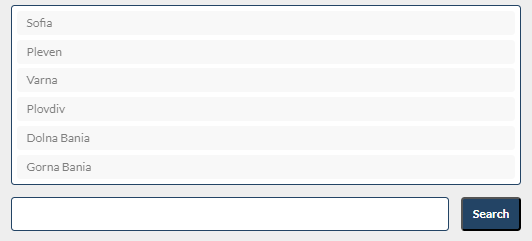 Sofia
Pleven
Varna
Plovdiv
Dolna Bania
Gorna Bania
Search